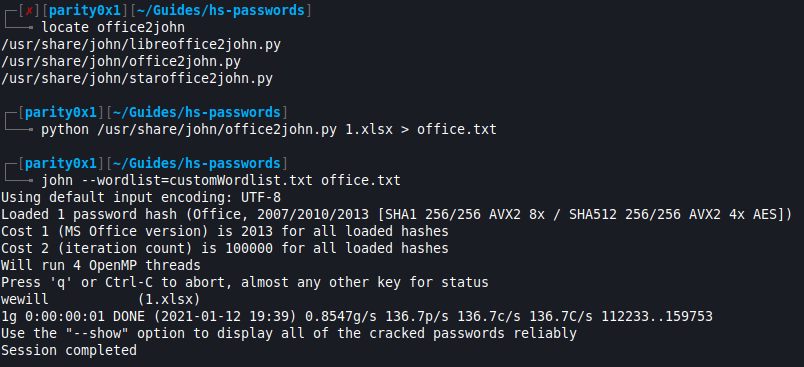 ┌─[✗][parity0x1][~/Guides/hs-passwords]
└──╼ locate office2john
/usr/share/john/libreoffice2john.py
/usr/share/john/office2john.py
/usr/share/john/staroffice2john.py
┌─[parity0x1][~/Guides/hs-passwords]
└──╼ python /usr/share/john/office2john.py 1.xlsx > office.txt
┌─[parity0x1][~/Guides/hs-passwords]
└──╼ john --wordlist=customWordlist.txt office.txt
Using default input encoding: UTF-8
Loaded 1 password hash (Office, 2007/2010/2013 [SHA1 256/256 AVX2 8x / SHA512 256/256 AVX2 4x AES])
Cost 1 (MS Office version) is 2013 for all loaded hashes
Cost 2 (iteration count) is 100000 for all loaded hashes
Will run 4 OpenMP threads
Press 'q' or Ctrl-C to abort, almost any other key for status
wewill           (1.xlsx)
1g 0:00:00:01 DONE (2021-01-12 19:39) 0.8547g/s 136.7p/s 136.7c/s 136.7C/s 112233..159753
Use the "--show" option to display all of the cracked passwords reliably
Session completed